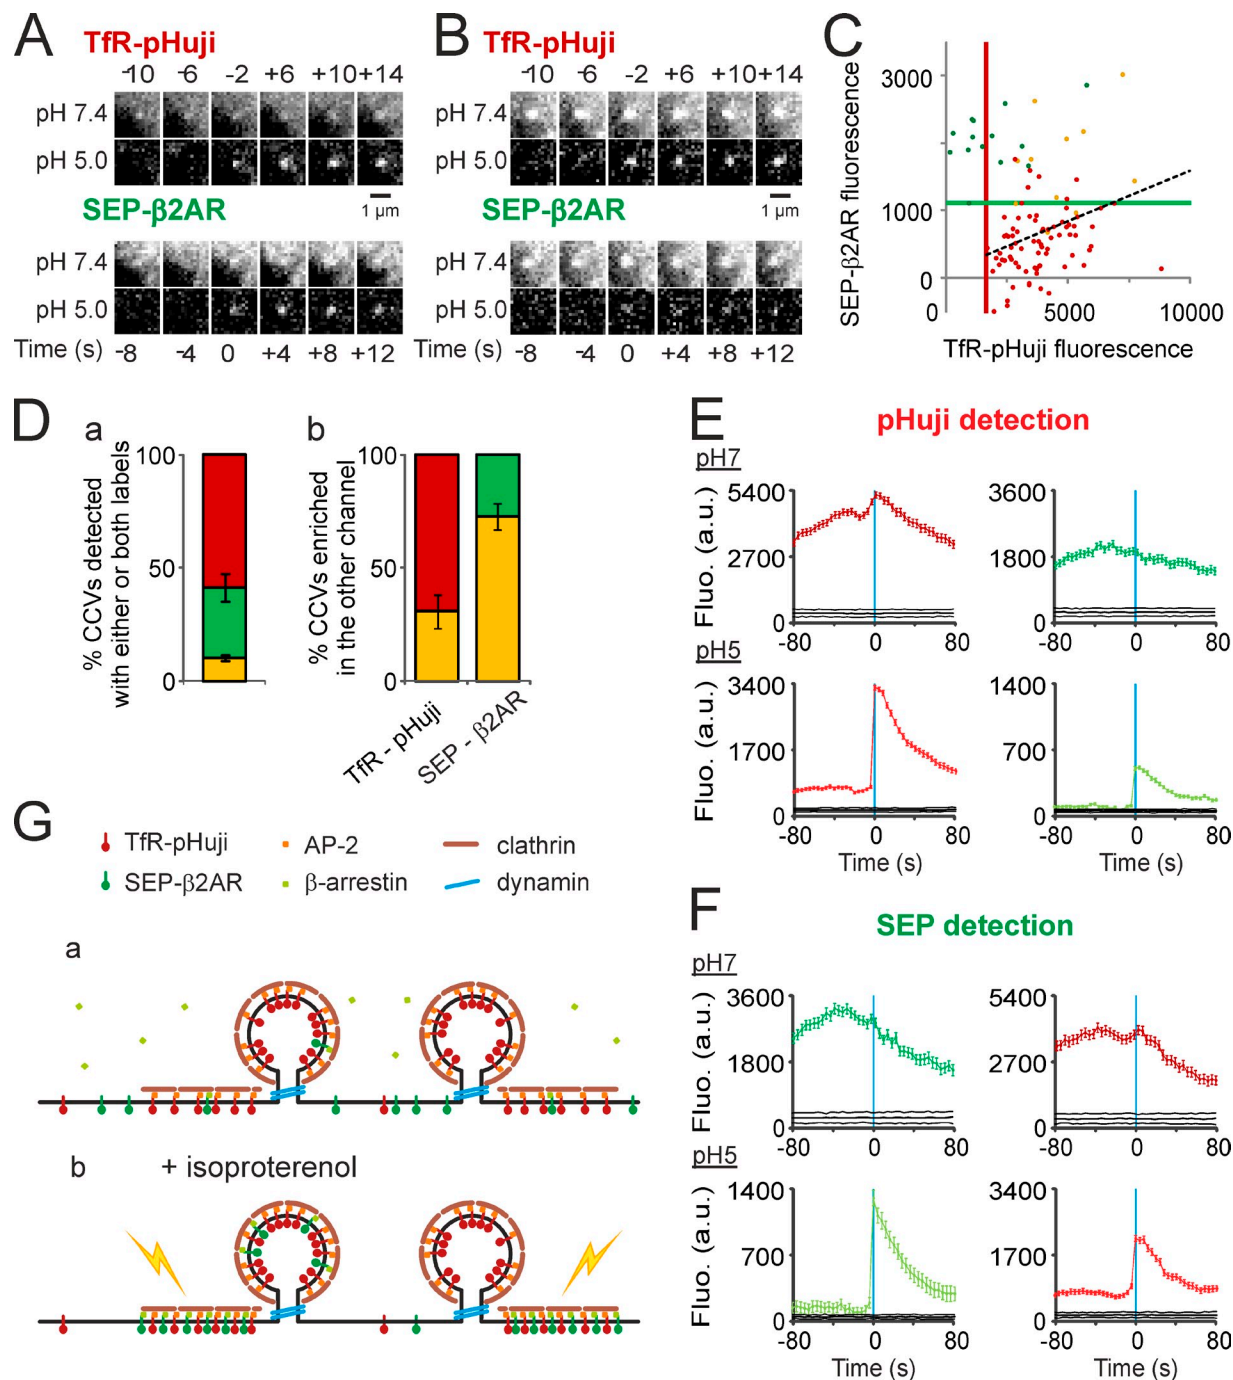 A
TfR-pHuji
-10 -6 -2 +6 +10 +14
pH 7.4
pH 5.0
SEP-β2AR
1 µm
pH 7.4
pH 5.0
Time (s)
-8 -4 0 +4 +8 +12
B
TfR-pHuji
-10 -6 -2 +6 +10 +14
pH 7.4
pH 5.0
SEP-β2AR
1 µm
pH 7.4
pH 5.0
Time (s)
-8 -4 0 +4 +8 +12
C
SEP-β2AR fluorescence
3000
1000
0
0 5000 10000
TfR-pHuji fluorescence
D
a
% CCVs detected
with either or both labels
100
50
0
b
% CCVs enriched
in the other channel
100
50
0
TfR - pHuji
SEP - β2AR
E
pHuji detection
pH7
Fluo. (a.u.)
5400
2700
0
-80 0 80
3600
1800
0
-80 0 80
pH5
Fluo. (a.u.)
3400
1700
0
-80 0 80
Time (s)
1400
700
0
-80 0 80
Time (s)
F
SEP detection
pH7
Fluo. (a.u.)
3600
1800
0
-80 0 80
5400
2700
0
-80 0 80
pH5
Fluo. (a.u.)
1400
700
0
-80 0 80
Time (s)
3400
1700
0
-80 0 80
Time (s)
G
TfR-pHuji
AP-2
clathrin
SEP-β2AR
β-arrestin
dynamin
a
b
+ isoproterenol